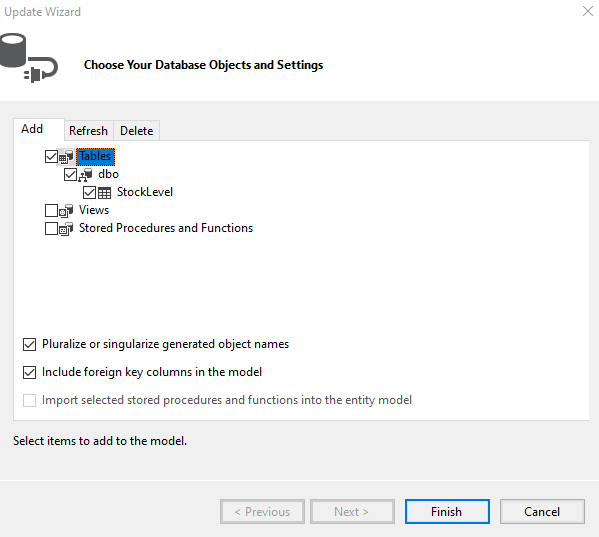 Update Wizard
Choose Your Database Objects and Settings
Add Refresh Delete
Tables
dbo
StockLevel
Views
Stored Procedures and Functions
Pluralize or singularize generated object names
Include foreign key columns in the model
Import selected stored procedures and functions into the entity model
Select items to add to the model.
< Previous Next > Finish Cancel